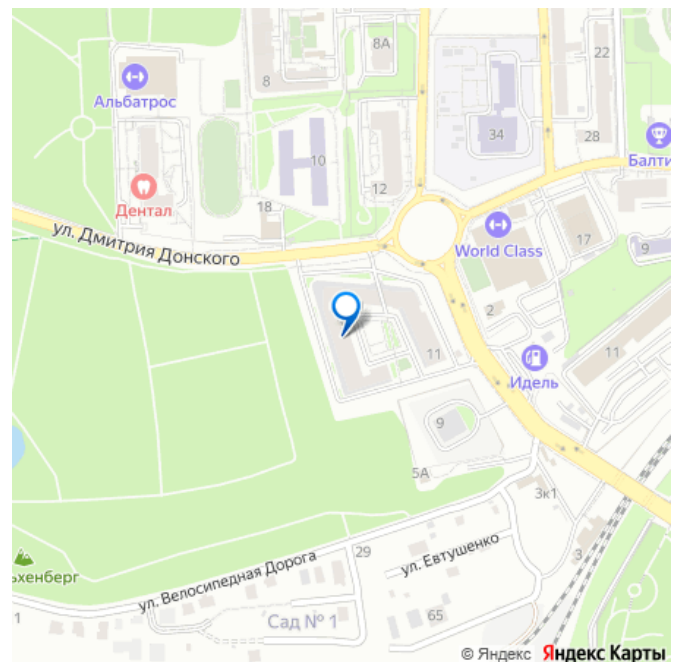 8А
22
8
Альбатрос
34
28
10
Балти
12
Дентал
18
ул. Дмитрия Донского
World Class
17
9
2
11
11
Идель
9
5А
3к1
3
ьхенберг
29
ул. Евтушенко
ул. Велосипедная Дорога
1
65
Сад № 1
© Яндекс Яндекс Карты